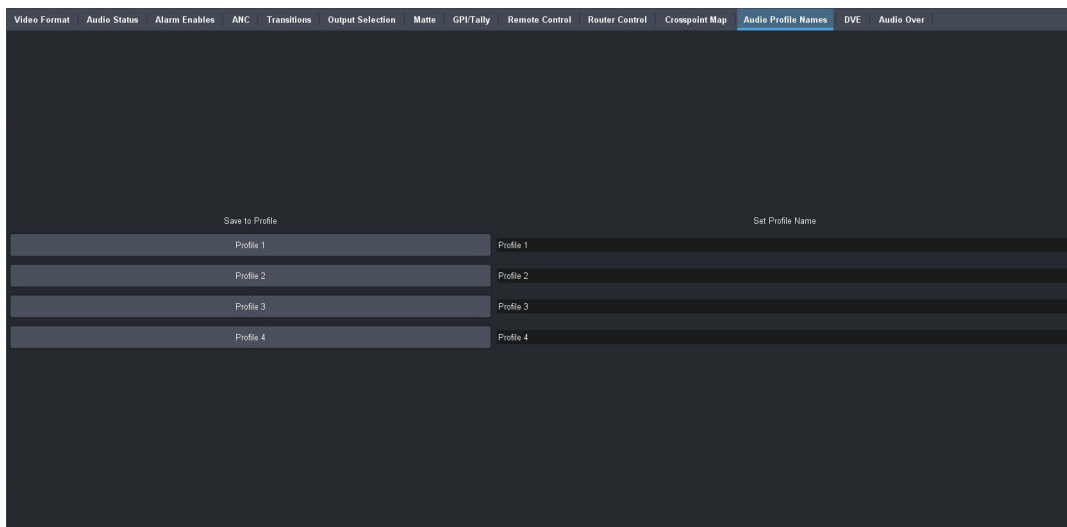 Video Format Audio Status Alarm Enables ANC Transitions Output Selection Matte GPI/Tally Remote Control Router Control Crosspoint Map Audio Profile Names DVE Audio Over
Save to Profile Set Profile Name
Profile 1 Profile 1
Profile 2 Profile 2
Profile 3 Profile 3
Profile 4 Profile 4